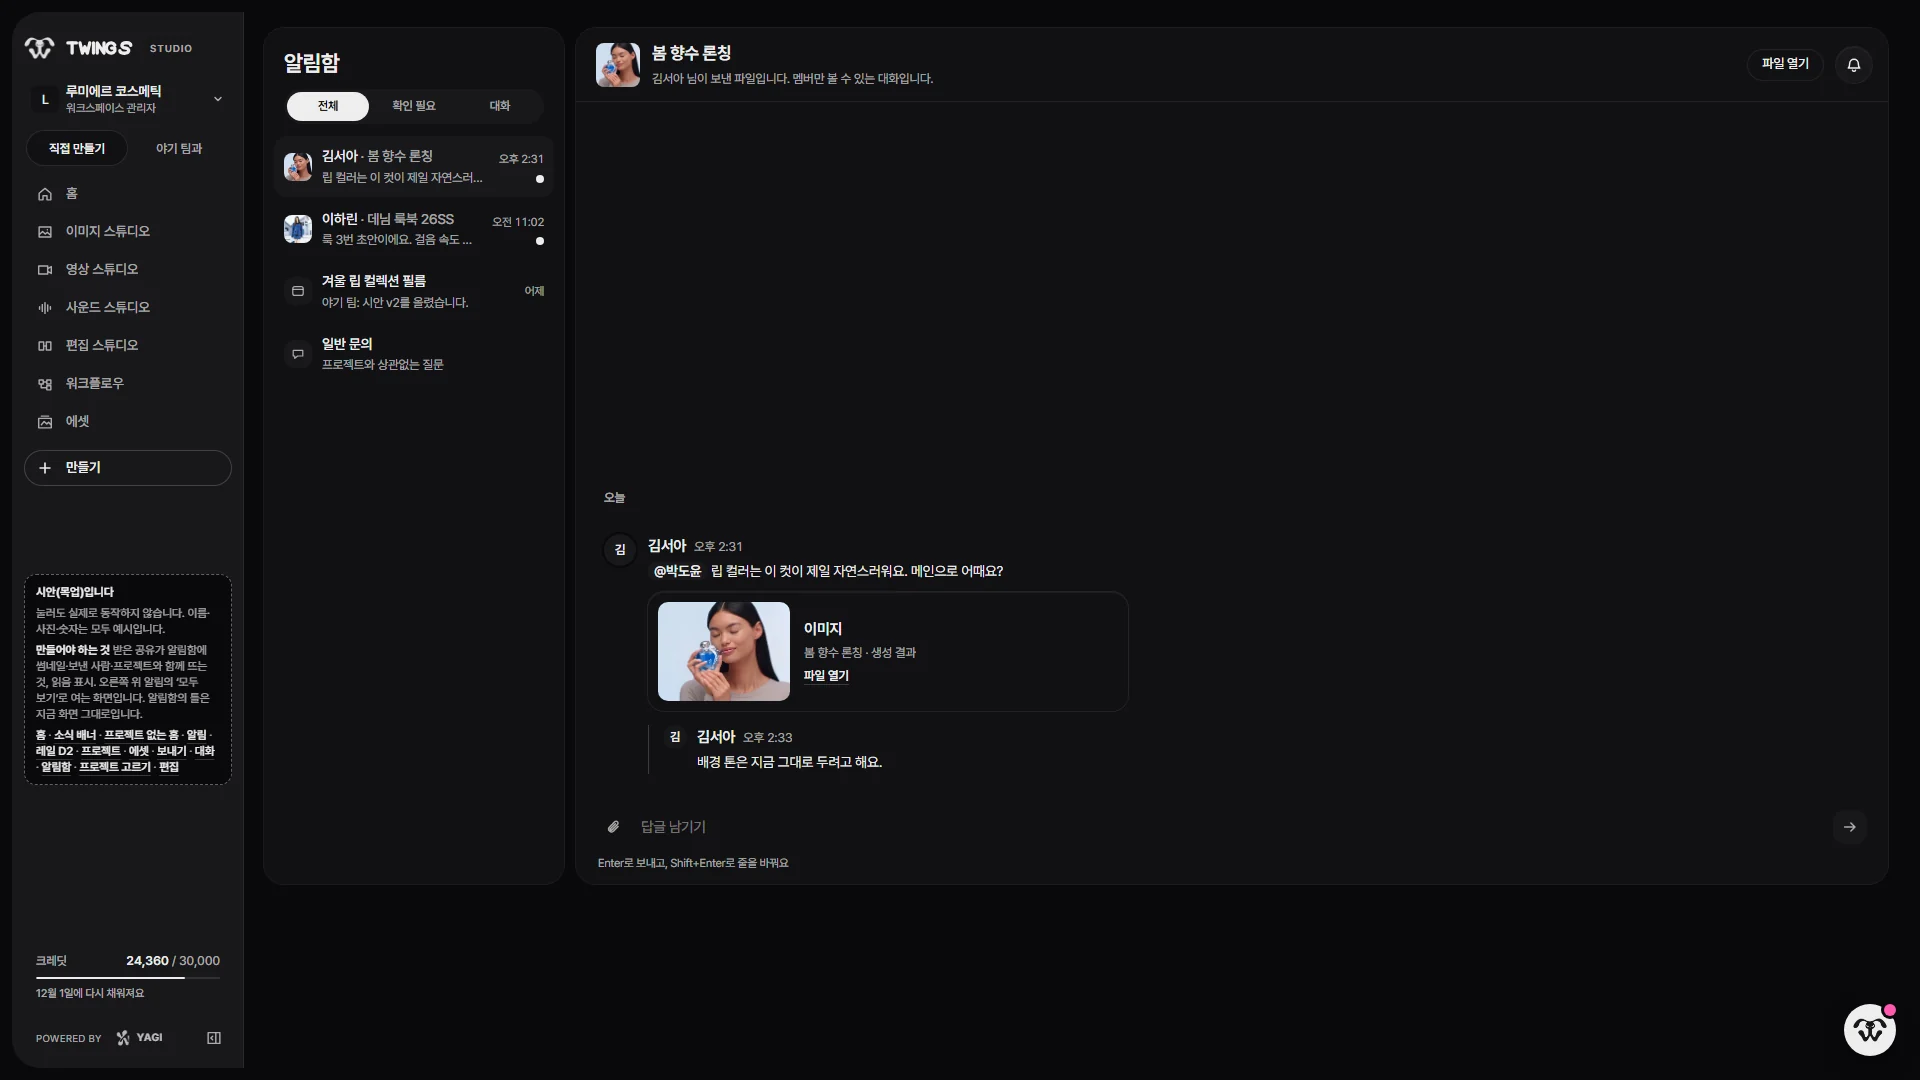 TWINGS STUDIO
L
루미에르 코스메틱
워크스페이스 관리자
직접 만들기
야기 팀과
홈
이미지 스튜디오
영상 스튜디오
사운드 스튜디오
편집 스튜디오
워크플로우
에셋
만들기
시안(목업)입니다
눌러도 실제로 동작하지 않습니다. 이름·
사진·숫자는 모두 예시입니다.
만들어야 하는 것 받은 공유가 알림함에
썸네일·보낸 사람·프로젝트와 함께 뜨는
것, 읽음 표시. 오른쪽 위 알림의 ‘모두
보기’로 여는 화면입니다. 알림함의 틀은
지금 화면 그대로입니다.
홈 · 소식 배너 · 프로젝트 없는 홈 · 알림 ·
레일 D2 · 프로젝트 · 에셋 · 보내기 · 대화
· 알림함 · 프로젝트 고르기 · 편집
크레딧 24,360 / 30,000
12월 1일에 다시 채워져요
POWERED BY YAGI
알림함
전체
확인 필요
대화
김서아 · 봄 향수 론칭 오후 2:31
립 컬러는 이 컷이 제일 자연스러...
이하린 · 데님 룩북 26SS 오전 11:02
룩 3번 초안이에요. 걸음 속도 ...
겨울 립 컬렉션 필름 어제
야기 팀: 시안 v2를 올렸습니다.
일반 문의
프로젝트와 상관없는 질문
봄 향수 론칭
김서아 님이 보낸 파일입니다. 멤버만 볼 수 있는 대화입니다.
파일 열기
오늘
김
김서아 오후 2:31
@박도윤 립 컬러는 이 컷이 제일 자연스러워요. 메인으로 어때요?
이미지
봄 향수 론칭 · 생성 결과
파일 열기
김
김서아 오후 2:33
배경 톤은 지금 그대로 두려고 해요.
답글 남기기
Enter로 보내고, Shift+Enter로 줄을 바꿔요